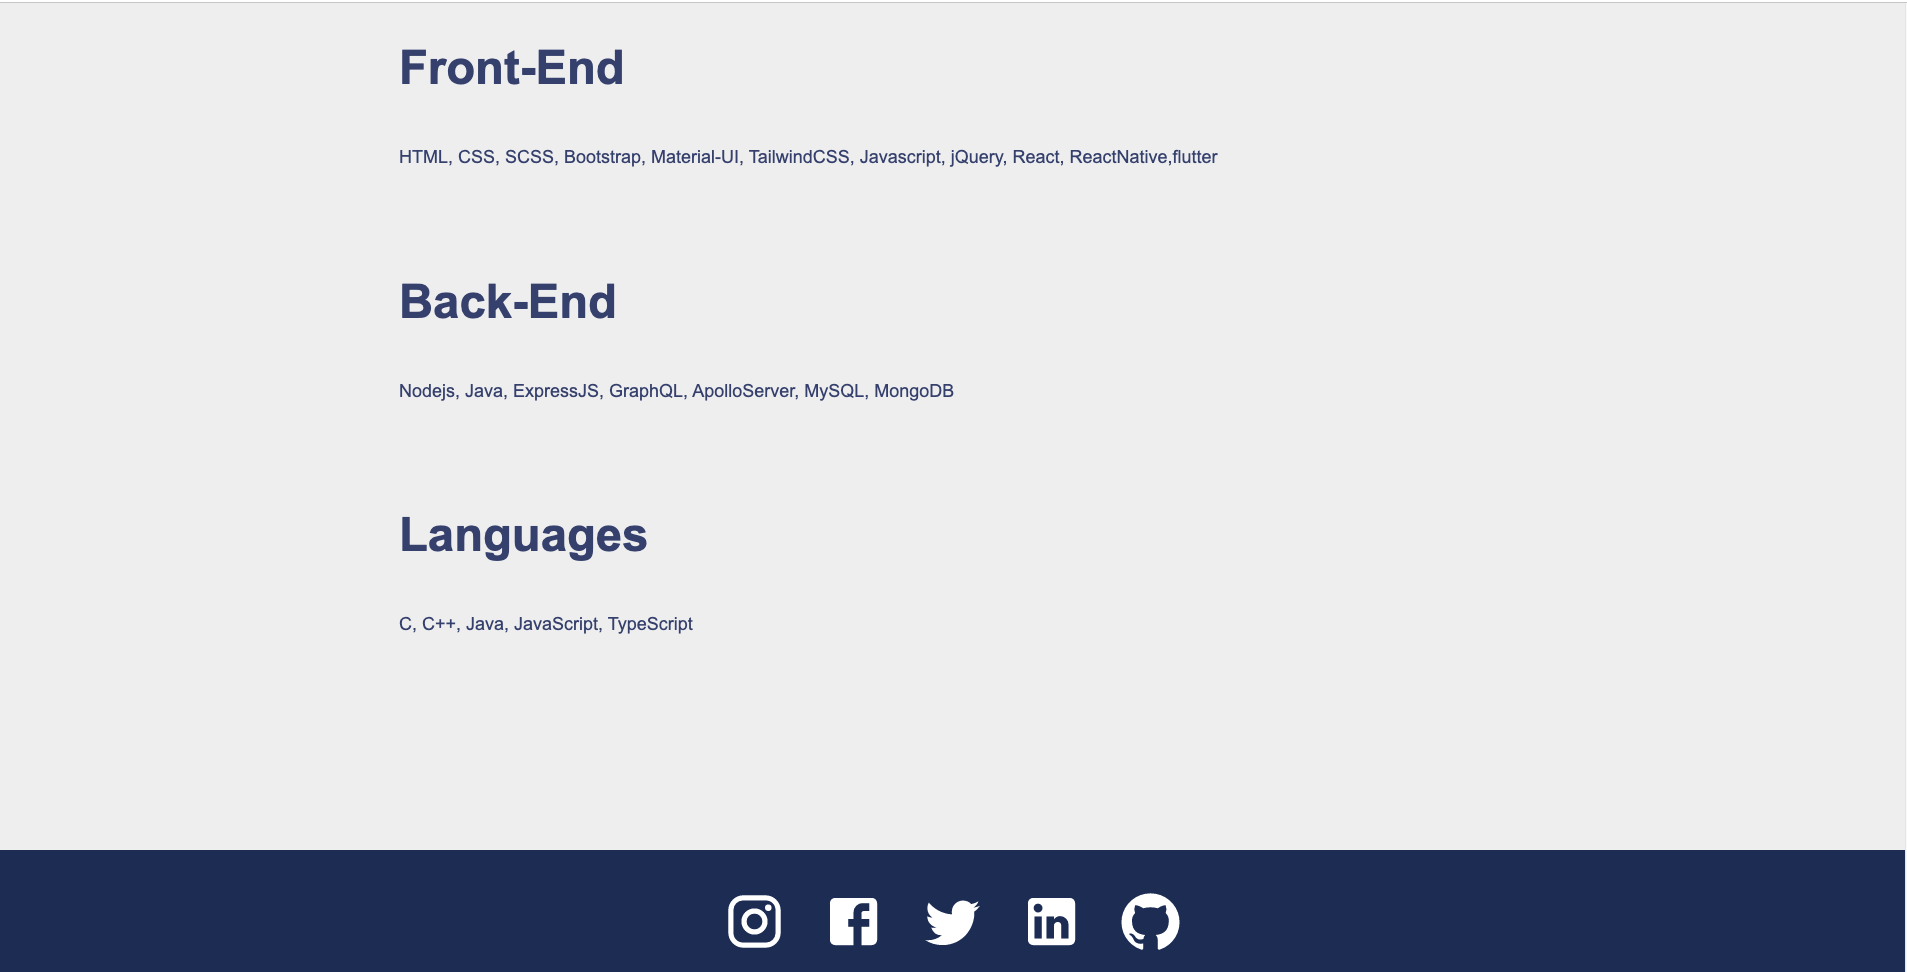 Front-End
HTML, CSS, SCSS, Bootstrap, Material-UI, TailwindCSS, Javascript, jQuery, React, ReactNative,flutter
Back-End
Nodejs, Java, ExpressJS, GraphQL, ApolloServer, MySQL, MongoDB
Languages
C, C++, Java, JavaScript, TypeScript